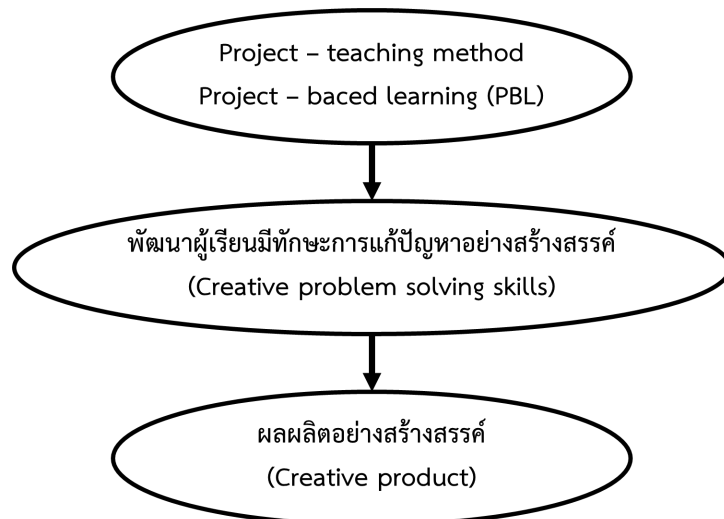 Project – teaching method
Project – baced learning (PBL)
พัฒนาผู้เรียนมีทักษะการแก้ปัญหาอย่างสร้างสรรค์
(Creative problem solving skills)
ผลผลิตอย่างสร้างสรรค์
(Creative product)